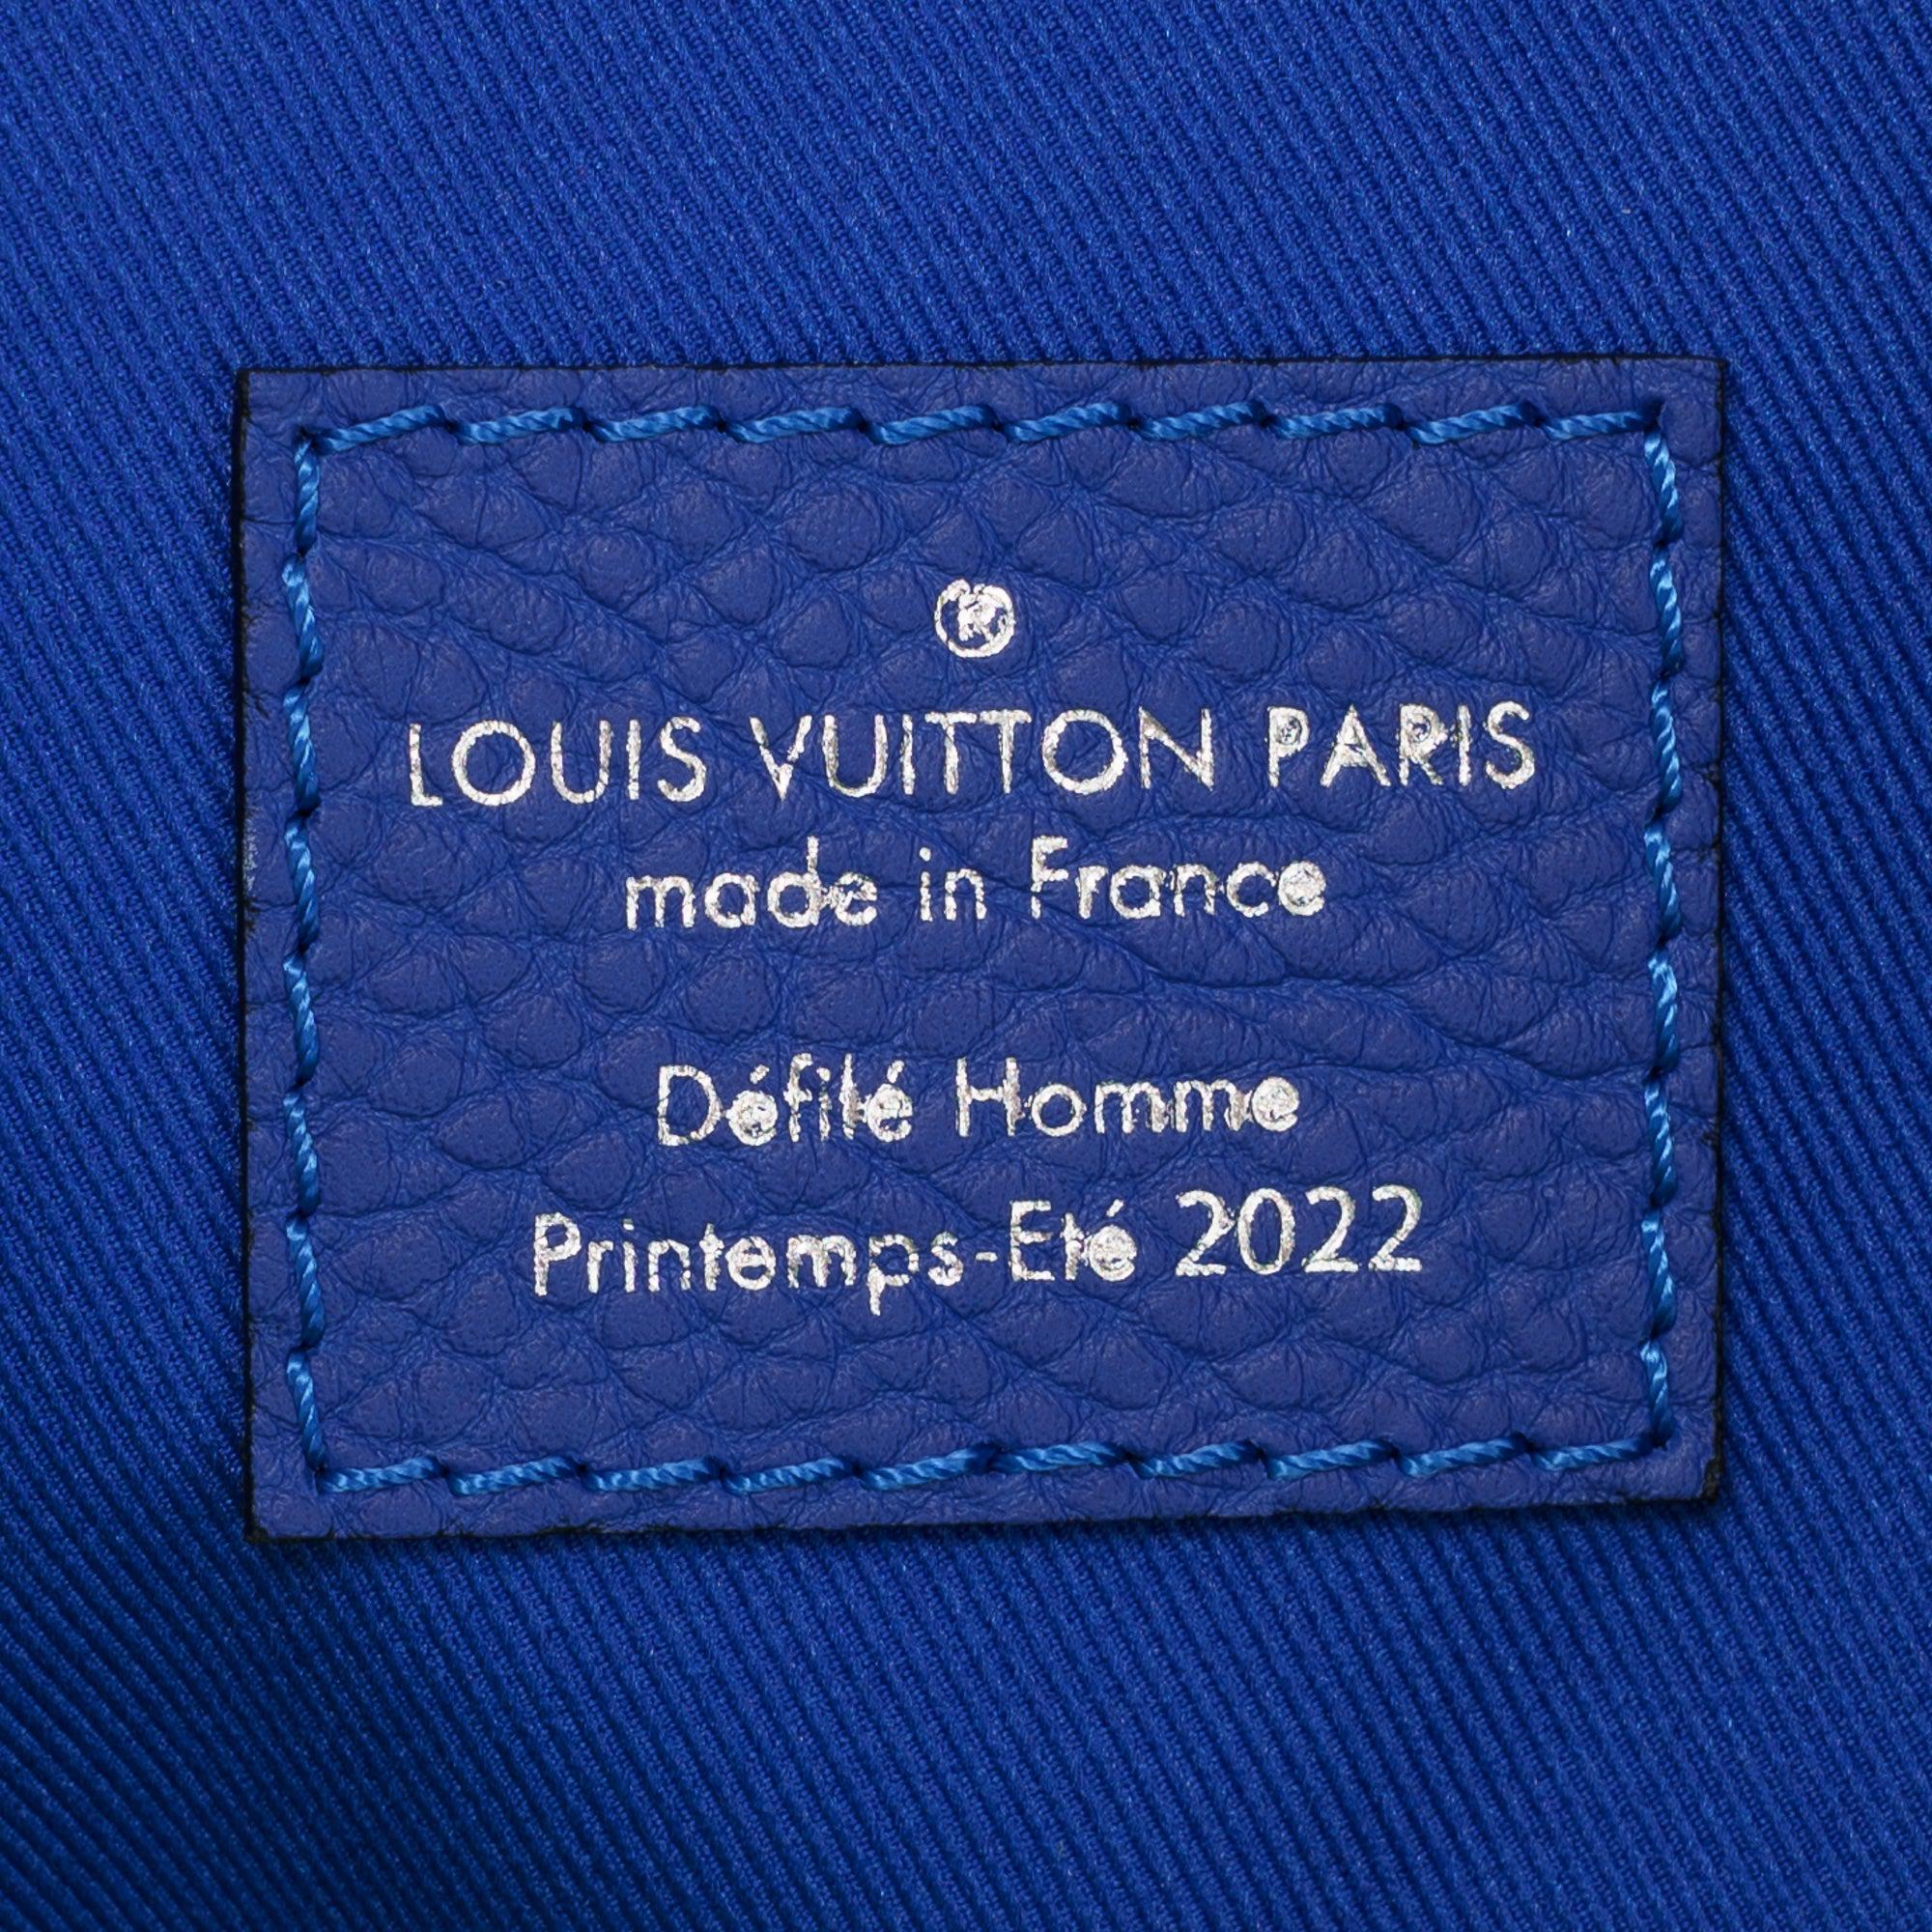 ®
LOUIS VUITTON PARIS
made in France
Défilé Homme
Printemps-Eté 2022